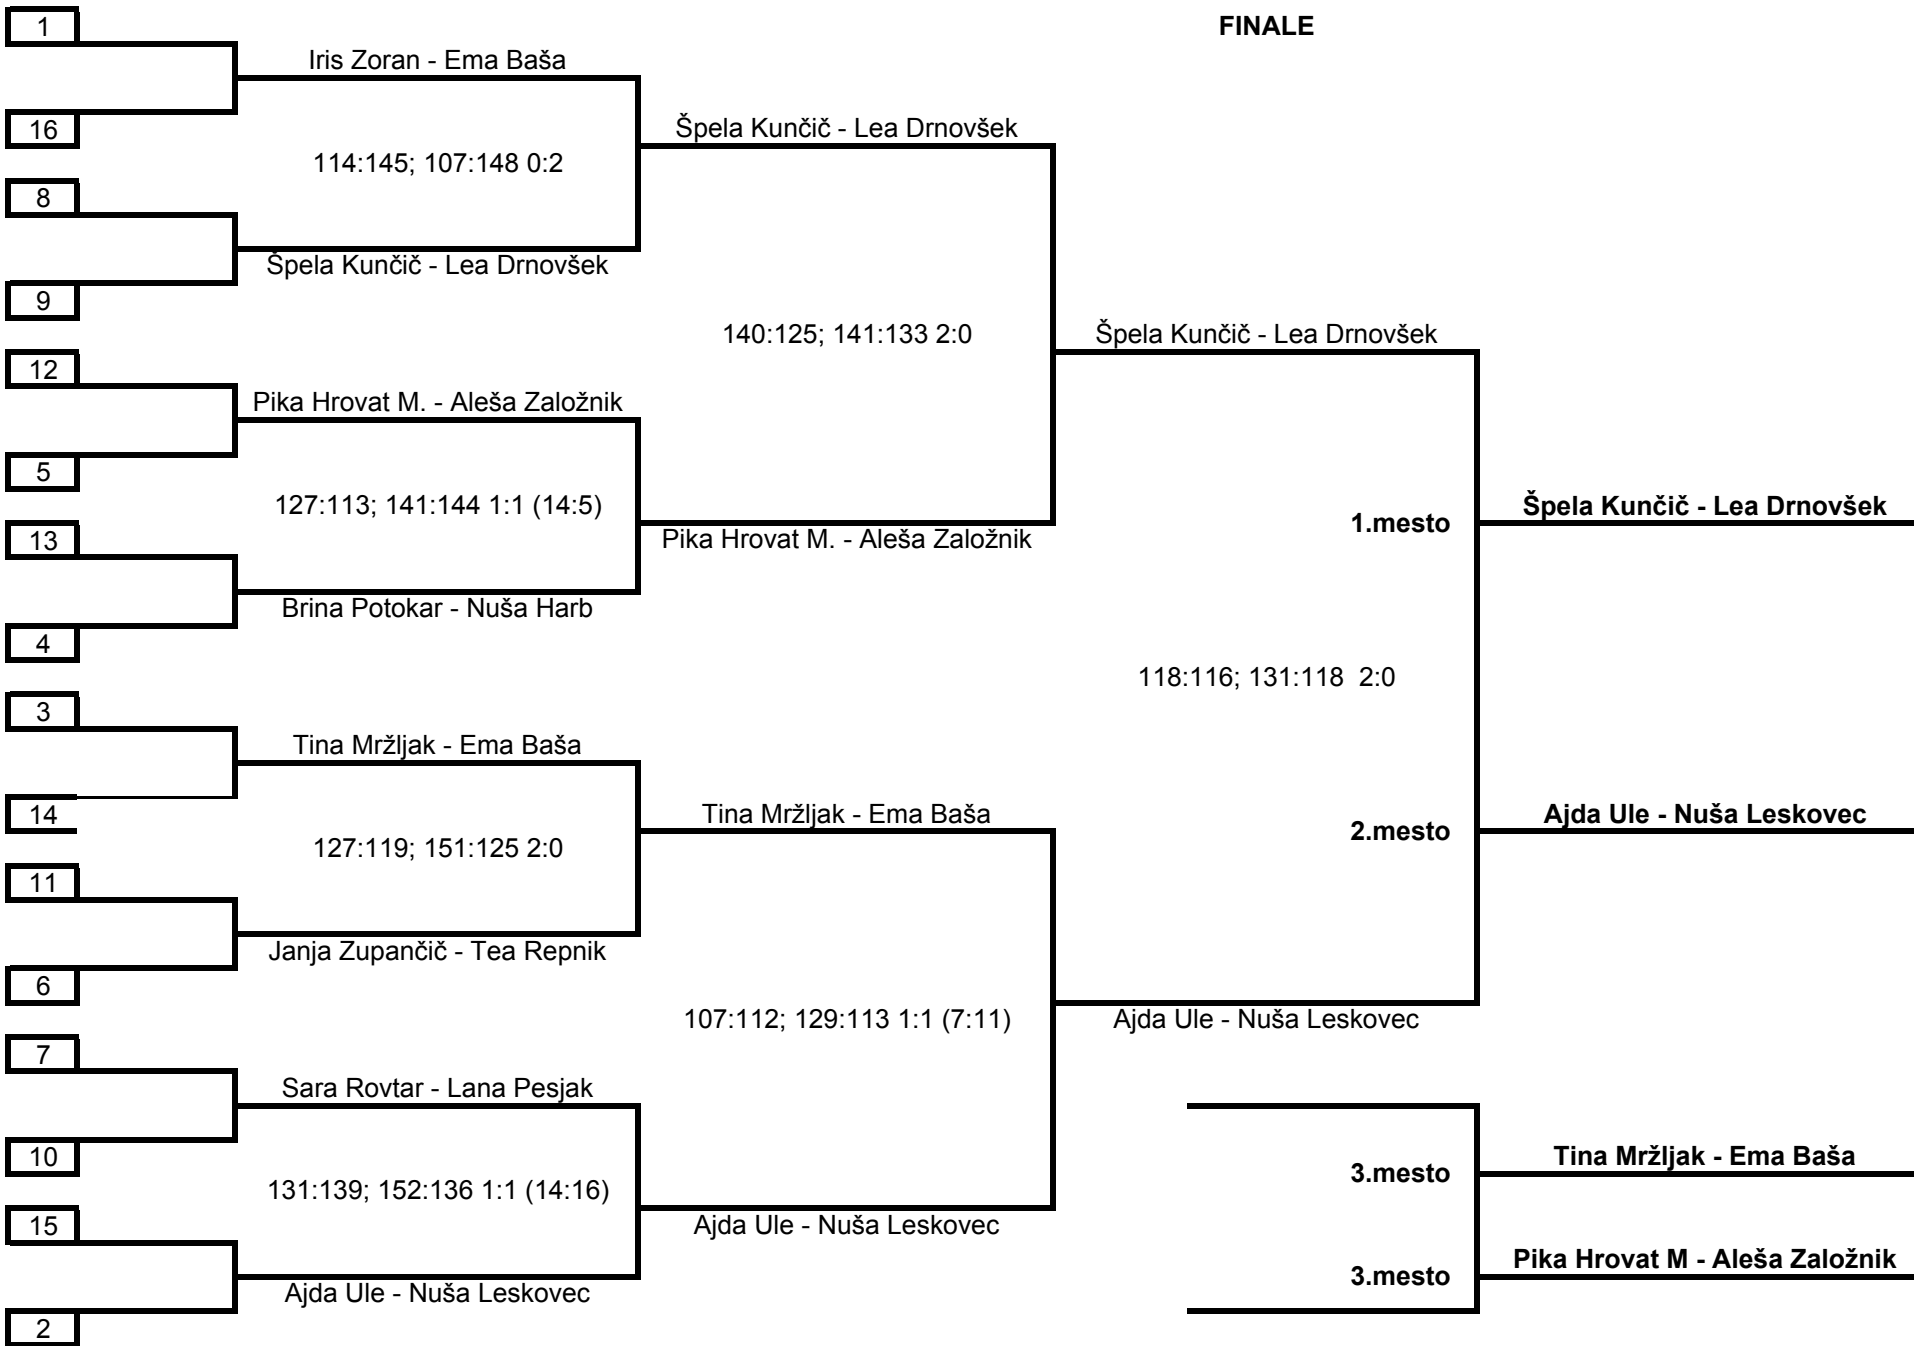 1
FINALE
Iris Zoran - Ema Baša
16
Špela Kunčič - Lea Drnovšek
114:145; 107:148 0:2
8
Špela Kunčič - Lea Drnovšek
9
140:125; 141:133 2:0
Špela Kunčič - Lea Drnovšek
12
Pika Hrovat M. - Aleša Založnik
5
127:113; 141:144 1:1 (14:5)
1.mesto
Špela Kunčič - Lea Drnovšek
13
Pika Hrovat M. - Aleša Založnik
Brina Potokar - Nuša Harb
4
118:116; 131:118  2:0
3
Tina Mržljak - Ema Baša
14
Tina Mržljak - Ema Baša
2.mesto
Ajda Ule - Nuša Leskovec
127:119; 151:125 2:0
11
Janja Zupančič - Tea Repnik
6
107:112; 129:113 1:1 (7:11)
Ajda Ule - Nuša Leskovec
7
Sara Rovtar - Lana Pesjak
10
3.mesto
Tina Mržljak - Ema Baša
131:139; 152:136 1:1 (14:16)
15
Ajda Ule - Nuša Leskovec
3.mesto
Pika Hrovat M - Aleša Založnik
Ajda Ule - Nuša Leskovec
2